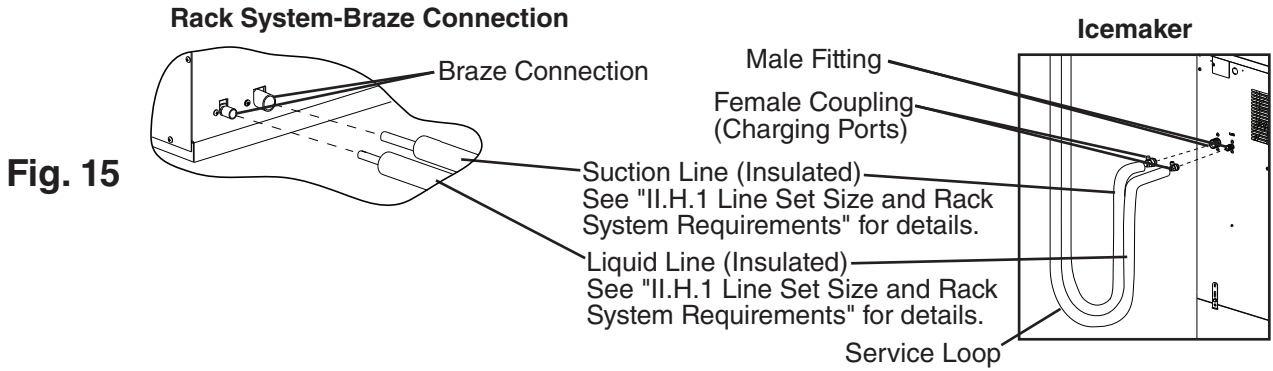 Rack System-Braze Connection
Icemaker
Braze Connection
Male Fitting
Female Coupling
(Charging Ports)
Fig. 15
Suction Line (Insulated)
See "II.H.1 Line Set Size and Rack
System Requirements" for details.
Liquid Line (Insulated)
See "II.H.1 Line Set Size and Rack
System Requirements" for details.
Service Loop